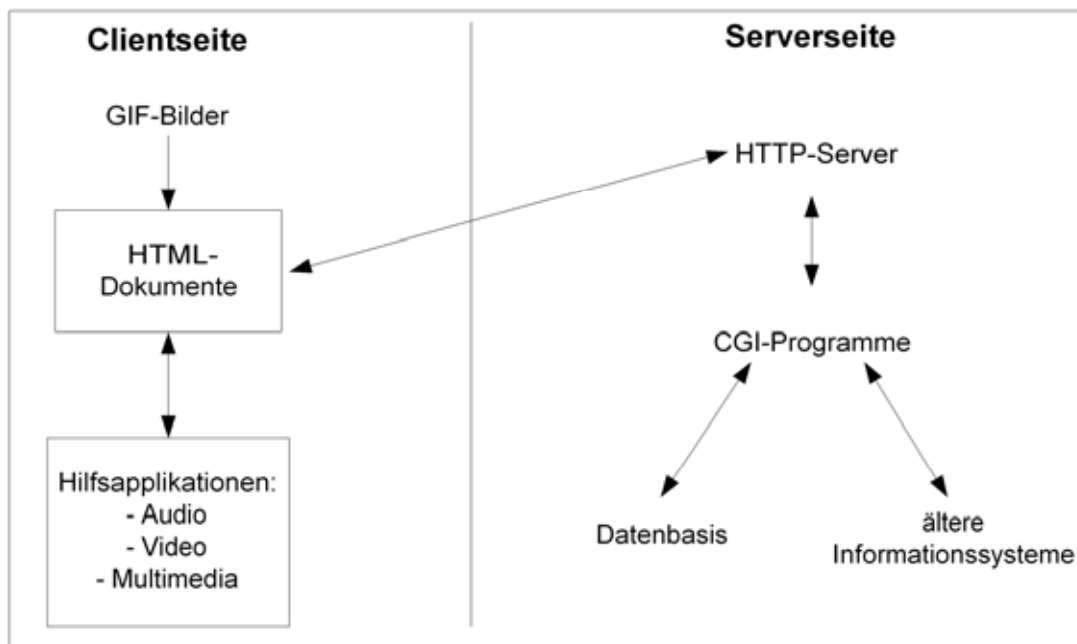 Clientseite
GIF-Bilder
HTML-
Dokumente
Hilfsapplikationen:
- Audio
- Video
- Multimedia
Serverseite
HTTP-Server
CGI-Programme
Datenbasis
ältere
Informationssysteme